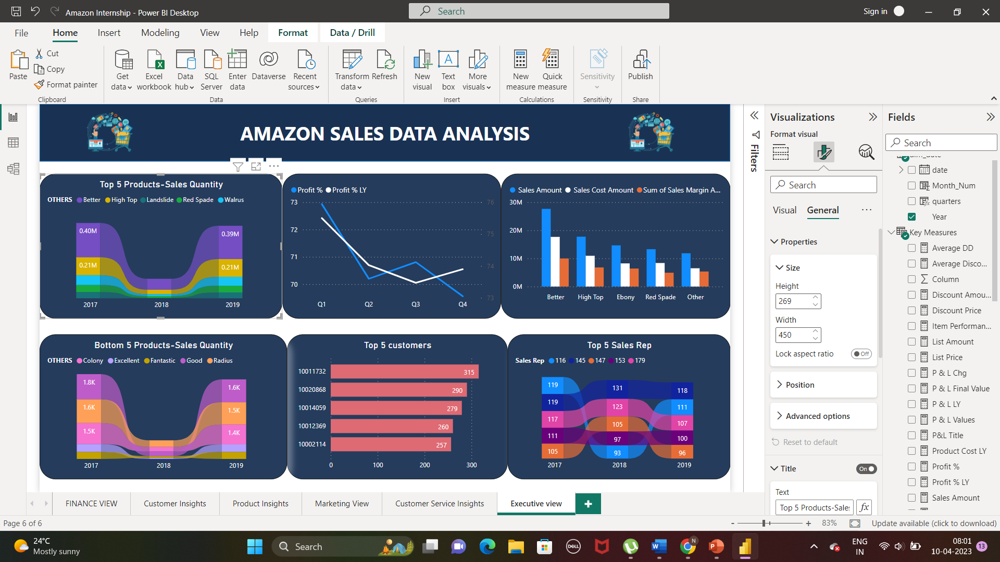 Amazon Internship - Power BI Desktop
Search
Sign in
File
Home
Insert
Modeling
View
Help
Format
Data / Drill
Paste
Cut
Copy
Format painter
Clipboard
Get data
Excel workbook
Data hub
SQL Server
Enter data
Dataverse
Recent sources
Data
Transform data
Refresh
Queries
New visual
Text box
More visuals
Insert
New measure
Quick measure
Calculations
Sensitivity
Sensitivity
Publish
Share
AMAZON SALES DATA ANALYSIS
Top 5 Products-Sales Quantity
OTHERS Better High Top Landslide Red Spade Walrus
0.40M
0.39M
0.21M
0.21M
2017 2018 2019
Profit % Profit % LY
73 76
72 75
71 74
70 73
Q1 Q2 Q3 Q4
Sales Amount Sales Cost Amount Sum of Sales Margin A...
30M
20M
10M
0M
Better High Top Ebony Red Spade Other
Bottom 5 Products-Sales Quantity
OTHERS Colony Excellent Fantastic Good Radius
1.8K 1.6K
1.6K 1.5K
1.5K 1.4K
2017 2018 2019
Top 5 customers
10011732 315
10020868 290
10014059 279
10012369 260
10002114 257
0 100 200 300
Top 5 Sales Rep
Sales Rep 116 145 147 153 179
119 131 118
119 123 111
117 105 107
111 97 100
105 93 96
2017 2018 2019
Filters
Visualizations
Format visual
Search
Visual General ...
Properties
Size
Height
269
Width
450
Lock aspect ratio Off
Position
Advanced options
Reset to default
Title On
Text
Top 5 Products-Sale fx
Fields
Search
date
Month_Num
quarters
Year
Key Measures
Average DD
Average Disco...
Column
Discount Amou...
Discount Price
Item Performan...
List Amount
List Price
P & L Chg
P & L Final Value
P & L LY
P & L Values
P&L Title
Product Cost LY
Profit %
Profit % LY
Sales Amount
FINANCE VIEW
Customer Insights
Product Insights
Marketing View
Customer Service Insights
Executive view
Page 6 of 6
- + 83%
Update available (click to download)
24°C
Mostly sunny
Search
DELL
N
ENG
IN
08:01
10-04-2023
13